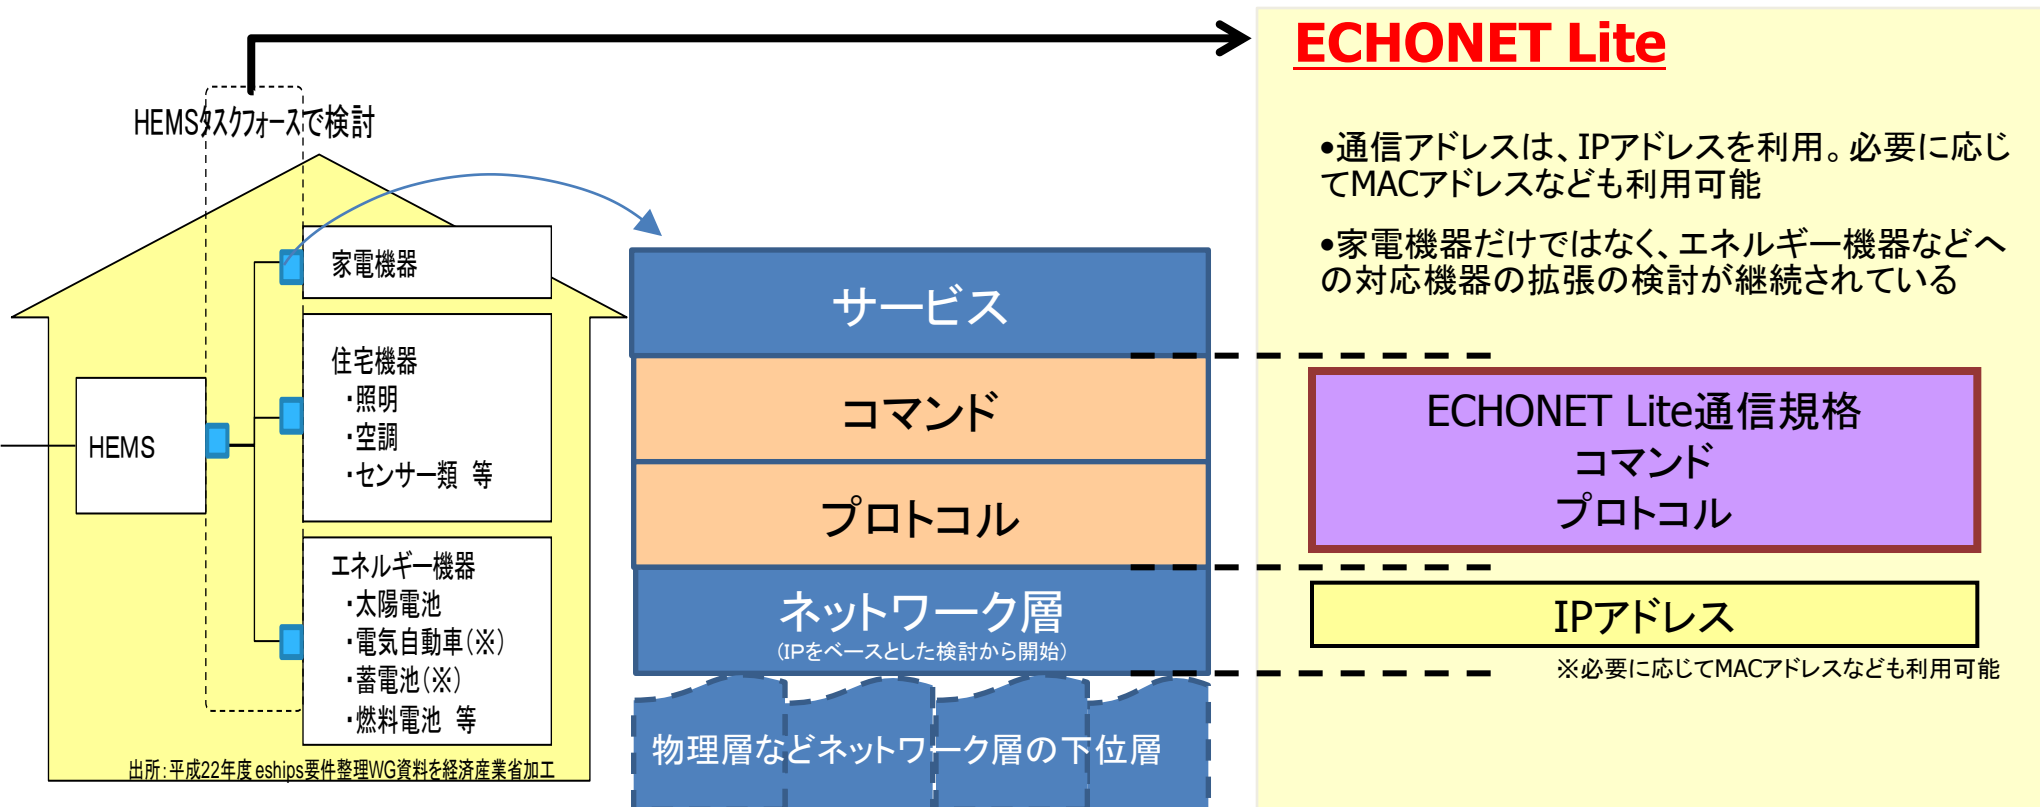 HEMSタスクフォースで検討
家電機器
住宅機器
・照明
・空調
・センサー類 等
HEMS
エネルギー機器
・太陽電池
・電気自動車(※)
・蓄電池(※)
・燃料電池 等
出所:平成22年度 eships要件整理WG資料を経済産業省加工
サービス
コマンド
プロトコル
ネットワーク層
(IPをベースとした検討から開始)
物理層などネットワーク層の下位層
ECHONET Lite
•通信アドレスは、IPアドレスを利用。必要に応じ
てMACアドレスなども利用可能
•家電機器だけではなく、エネルギー機器などへ
の対応機器の拡張の検討が継続されている
ECHONET Lite通信規格
コマンド
プロトコル
IPアドレス
※必要に応じてMACアドレスなども利用可能